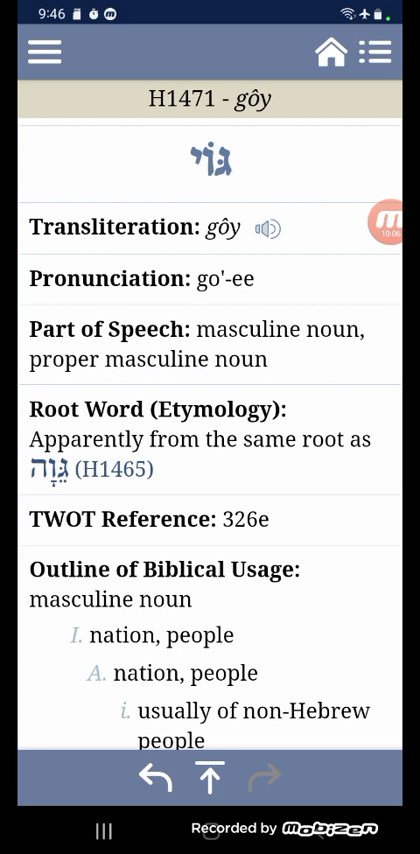 9:46
H1471 - gôy
גּוֹי
Transliteration: gôy
10:06
Pronunciation: go'-ee
Part of Speech: masculine noun,
proper masculine noun
Root Word (Etymology):
Apparently from the same root as
גֵּוָה (H1465)
TWOT Reference: 326e
Outline of Biblical Usage:
masculine noun
I. nation, people
A. nation, people
i. usually of non-Hebrew
people
Recorded by mobizen